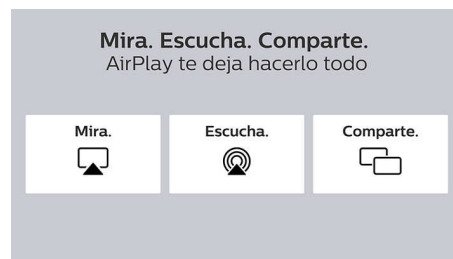 Mira. Escucha. Comparte.
AirPlay te deja hacerlo todo
Mira.
Escucha.
Comparte.